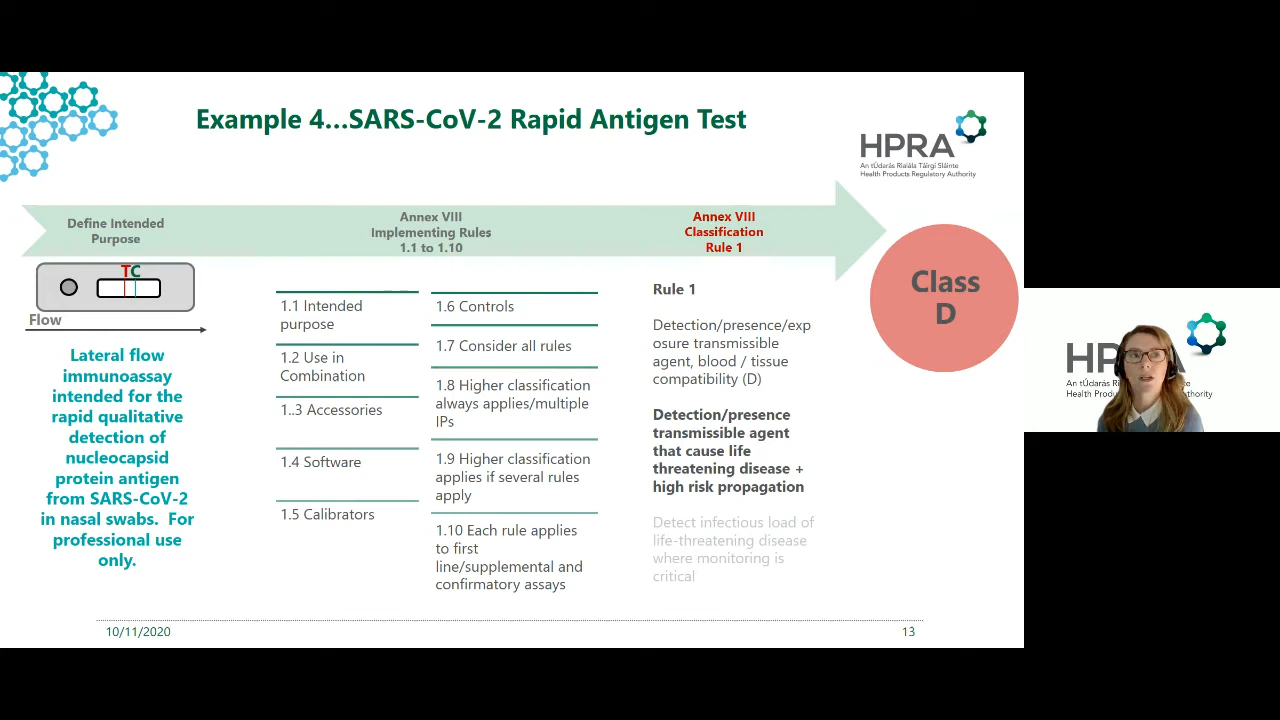 Example 4...SARS-CoV-2 Rapid Antigen Test
HPRA
An tÚdarás Rialála Táirgí Sláinte
Health Products Regulatory Authority
Define Intended
Purpose
Annex VIII
Implementing Rules
1.1 to 1.10
Annex VIII
Classification
Rule 1
TC
Flow
Lateral flow
immunoassay
intended for the
rapid qualitative
detection of
nucleocapsid
protein antigen
from SARS-CoV-2
in nasal swabs. For
professional use
only.
1.1 Intended
purpose
1.2 Use in
Combination
1..3 Accessories
1.4 Software
1.5 Calibrators
1.6 Controls
1.7 Consider all rules
1.8 Higher classification
always applies/multiple
IPs
1.9 Higher classification
applies if several rules
apply
1.10 Each rule applies
to first
line/supplemental and
confirmatory assays
Rule 1
Detection/presence/exp
osure transmissible
agent, blood / tissue
compatibility (D)
Detection/presence
transmissible agent
that cause life
threatening disease +
high risk propagation
Detect infectious load of
life-threatening disease
where monitoring is
critical
Class
D
10/11/2020
13
An tÚdarás
Health